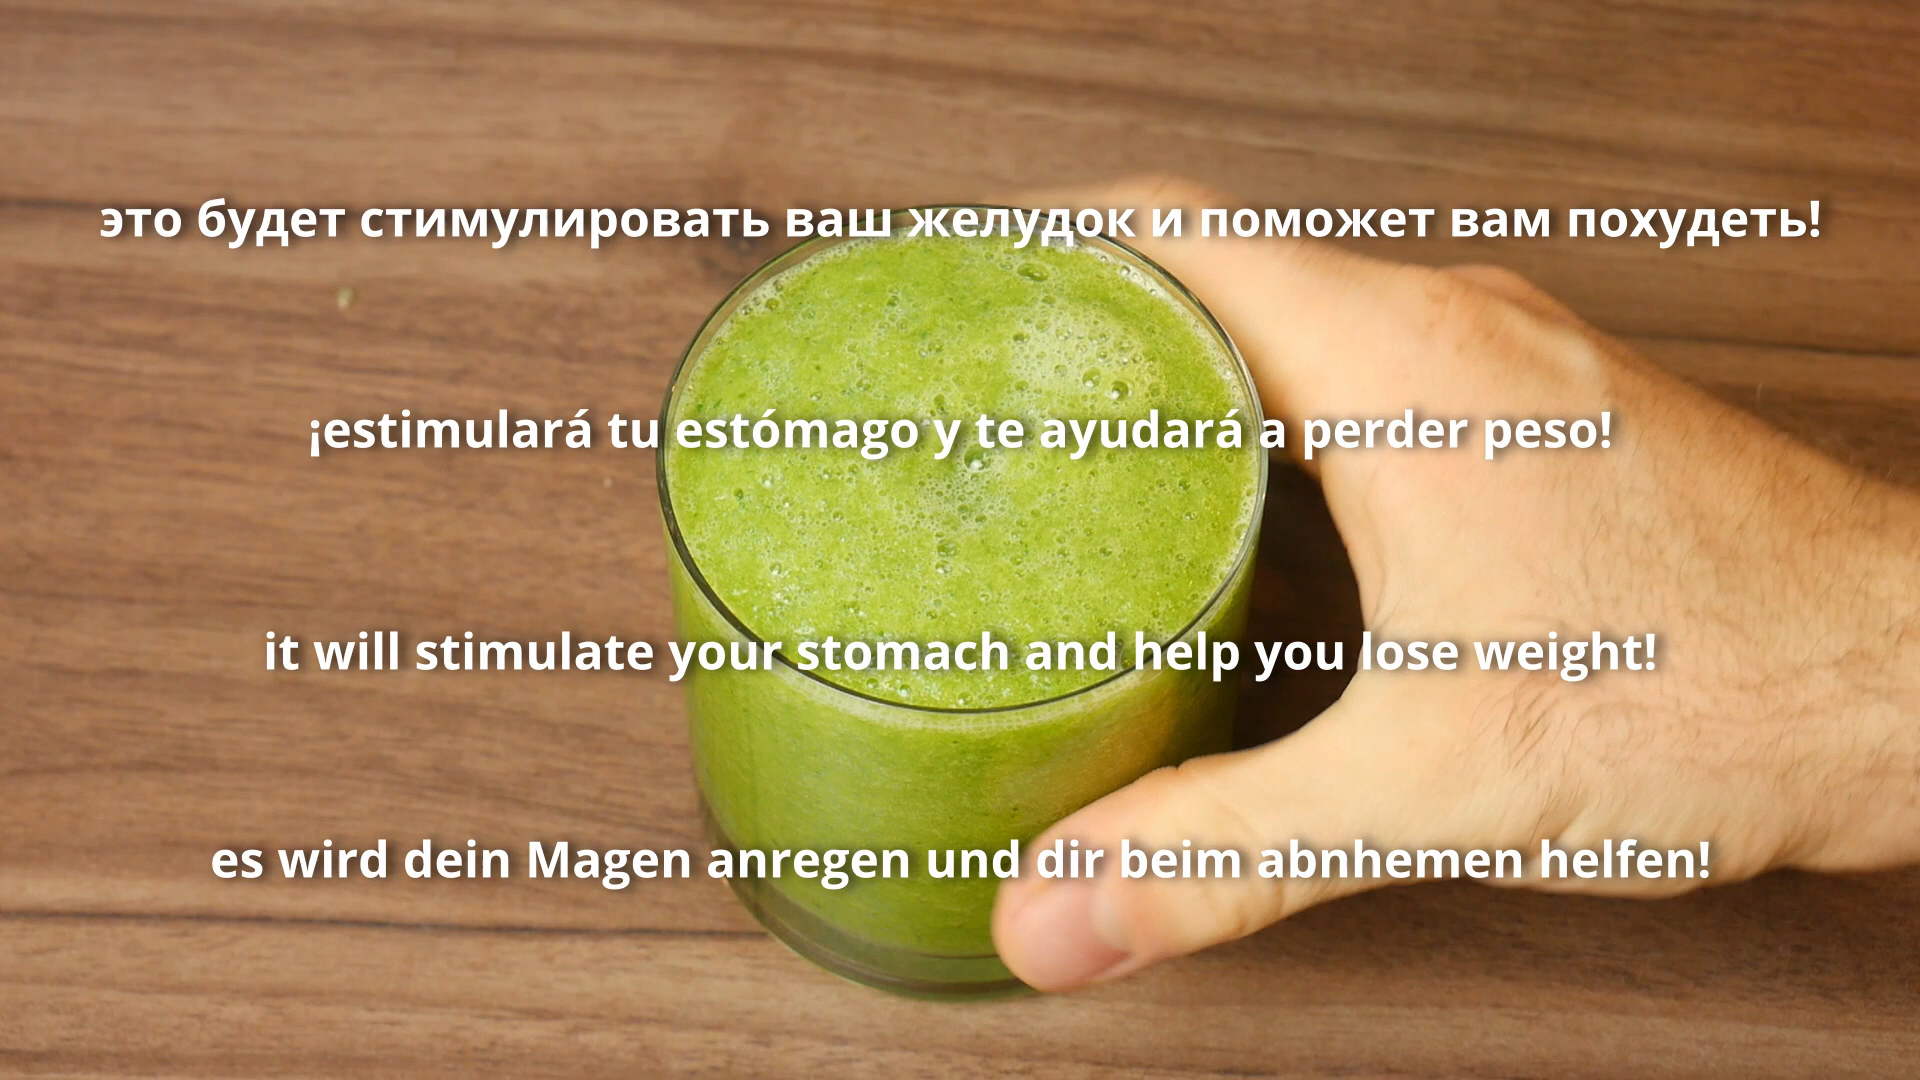 это будет стимулировать ваш желудок и поможет вам похудеть!
¡estimulará tu estómago y te ayudará a perder peso!
it will stimulate your stomach and help you lose weight!
es wird dein Magen anregen und dir beim abnhemen helfen!